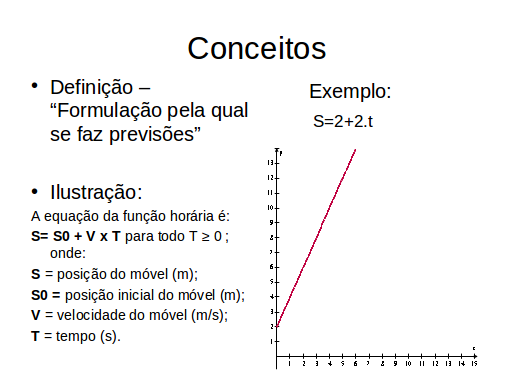 Conceitos
• Definição –
“Formulação pela qual
se faz previsões”
• Ilustração:
A equação da função horária é:
S= S0 + V x T para todo T ≥ 0 ;
onde:
S = posição do móvel (m);
S0 = posição inicial do móvel (m);
V = velocidade do móvel (m/s);
T = tempo (s).
Exemplo:
S=2+2.t
13
12
11
10
9
8
7
6
5
4
3
2
1
1 2 3 4 5 6 7 8 9 10 11 12 13 14 15